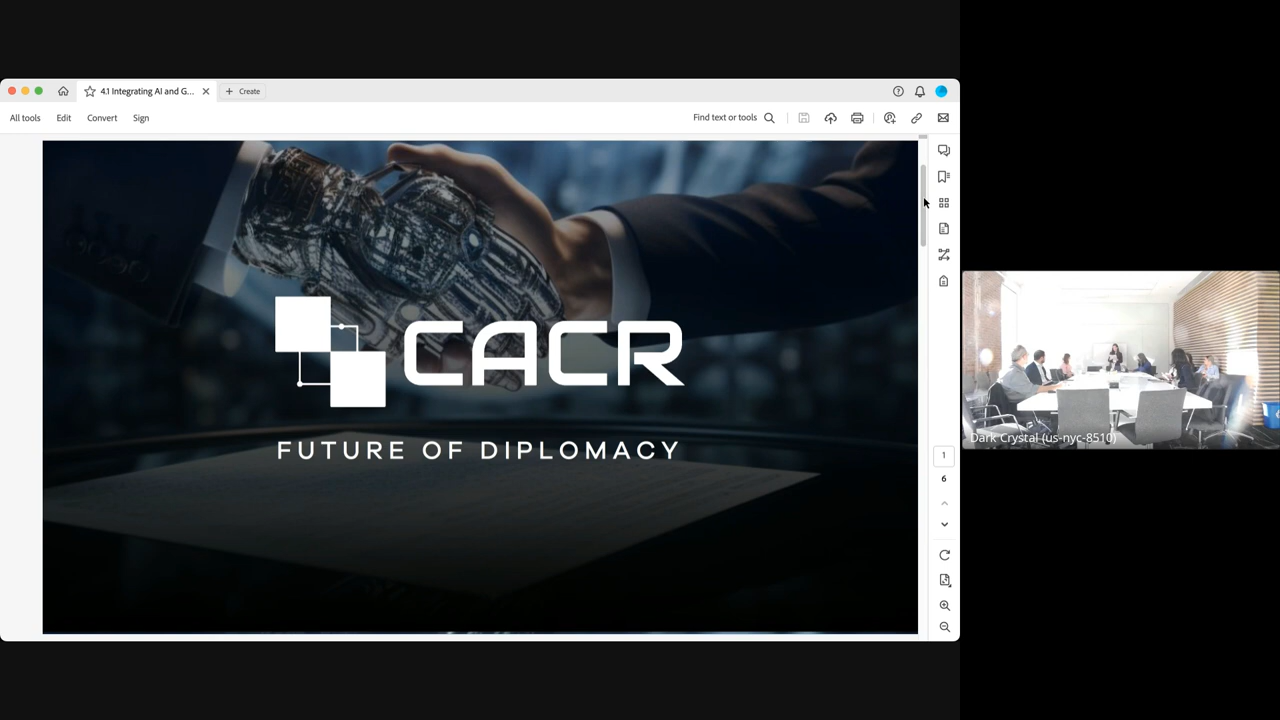 4.1 Integrating AI and G...
Create
All tools
Edit
Convert
Sign
Find text or tools
CACR
FUTURE OF DIPLOMACY
1
6
Dark Crystal (us-nyc-8510)